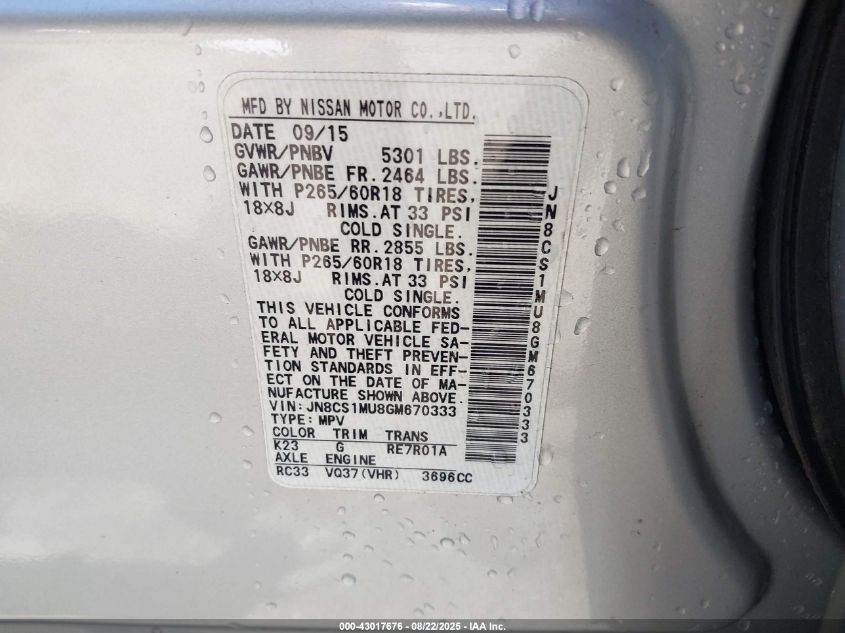 MFD BY NISSAN MOTOR CO.,LTD.
DATE 09/15
GVWR/PNBV 5301 LBS.
GAWR/PNBE FR. 2464 LBS.
WITH P265/60R18 TIRES,
18×8J RIMS.AT 33 PSI
COLD SINGLE.
GAWR/PNBE RR. 2855 LBS.
WITH P265/60R18 TIRES,
18×8J RIMS.AT 33 PSI
COLD SINGLE.
THIS VEHICLE CONFORMS
TO ALL APPLICABLE FED-
ERAL MOTOR VEHICLE SA-
FETY AND THEFT PREVEN-
TION STANDARDS IN EFF-
ECT ON THE DATE OF MA-
NUFACTURE SHOWN ABOVE.
VIN: JN8CS1MU8GM670333
TYPE: MPV
COLOR TRIM TRANS
K23 G RE7R01A
AXLE ENGINE
RC33 VQ37(VHR) 3696CC
JN8CS1MU8GM670333
000-43017676 - 08/22/2025 - IAA Inc.